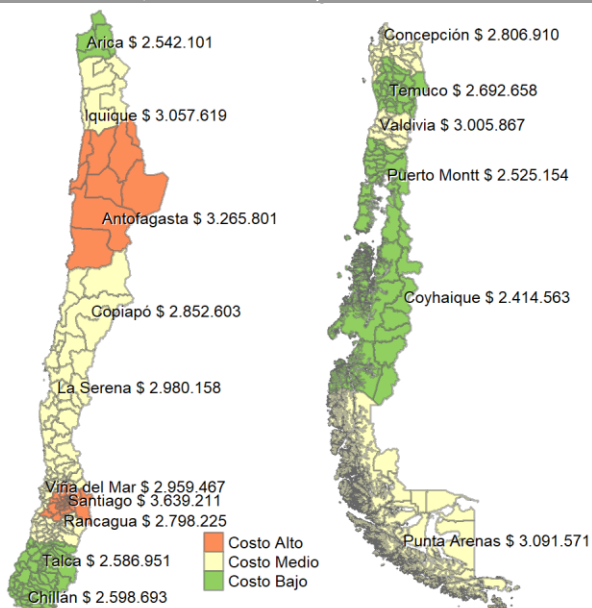 Arica $ 2.542.101
Iquique $ 3.057.619
Antofagasta $ 3.265.801
Copiapó $ 2.852.603
La Serena $ 2.980.158
Viña del Mar $ 2.959.467
Santiago $ 3.639.211
Rancagua $ 2.798.225
Talca $ 2.586.951
Chillán $ 2.598.693
Costo Alto
Costo Medio
Costo Bajo
Concepción $ 2.806.910
Temuco $ 2.692.658
Valdivia $ 3.005.867
Puerto Montt $ 2.525.154
Coyhaique $ 2.414.563
Punta Arenas $ 3.091.571